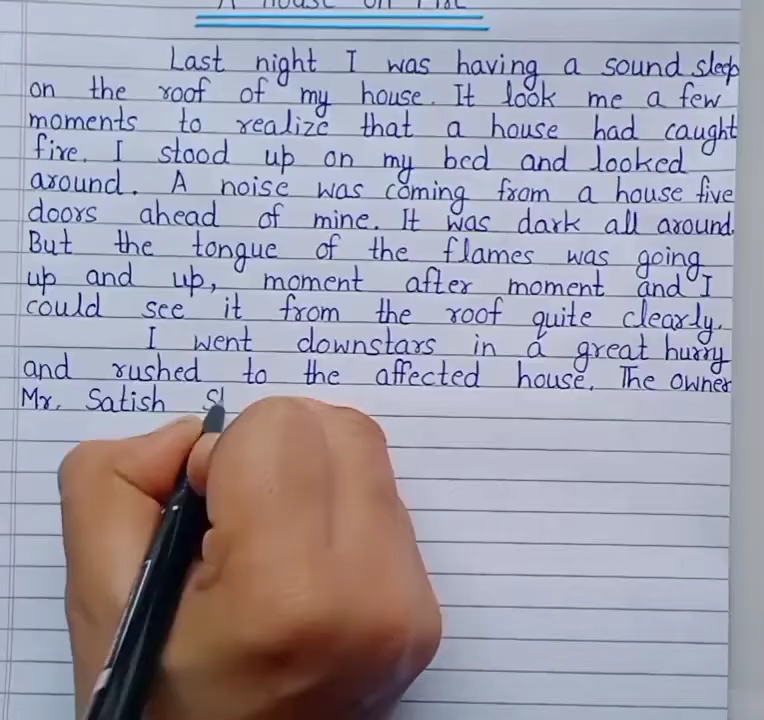 A House on Fire
Last night I was having a sound sleep
on the roof of my house. It look me a few
moments to realize that a house had caught
fire. I stood up on my bed and looked
around. A noise was coming from a house five
doors ahead of mine. It was dark all around.
But the tongue of the flames was going
up and up, moment after moment and I
could see it from the roof quite clearly.
I went downstars in a great hurry
and rushed to the affected house. The owner
Mr. Satish